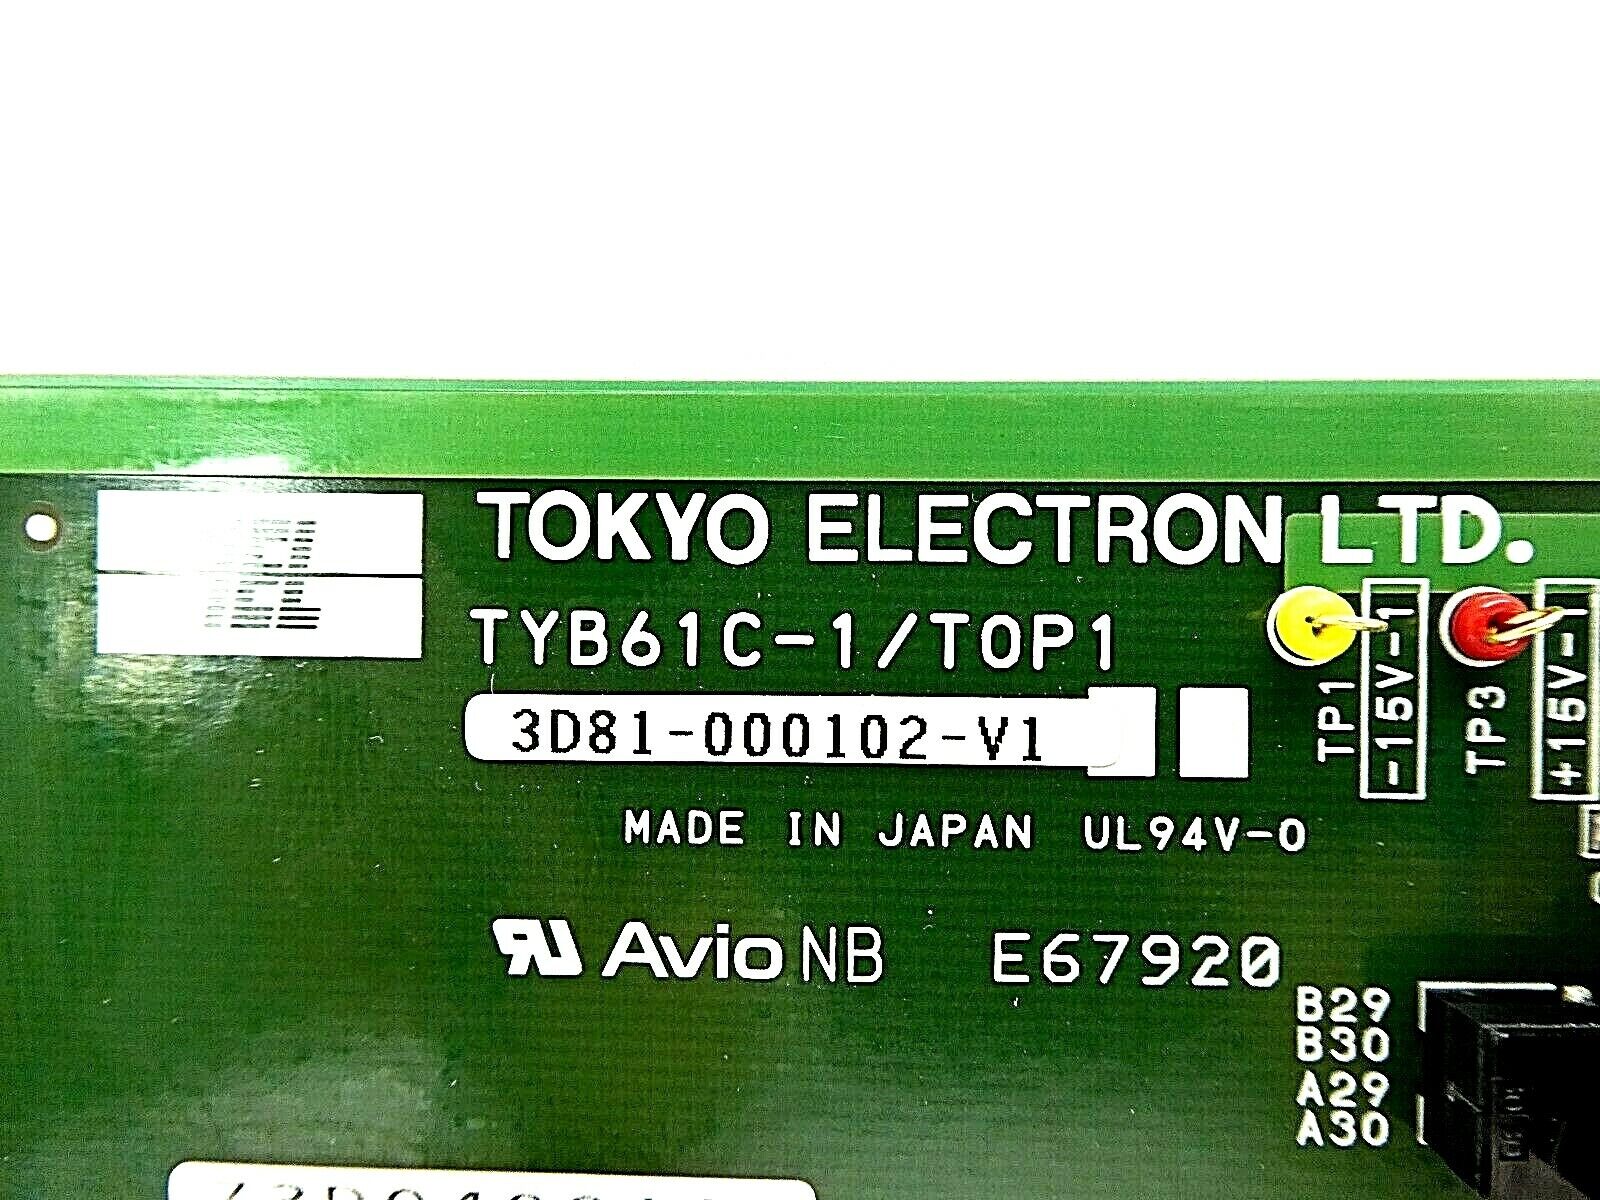 TEL
TOKYO ELECTRON LTD.
TYB61C-1/TOP1
3D81-000102-V1
MADE IN JAPAN UL94V-0
Avio NB E67920
TP1
-15V-1
TP3
+15V-1
B29
B30
A29
A30